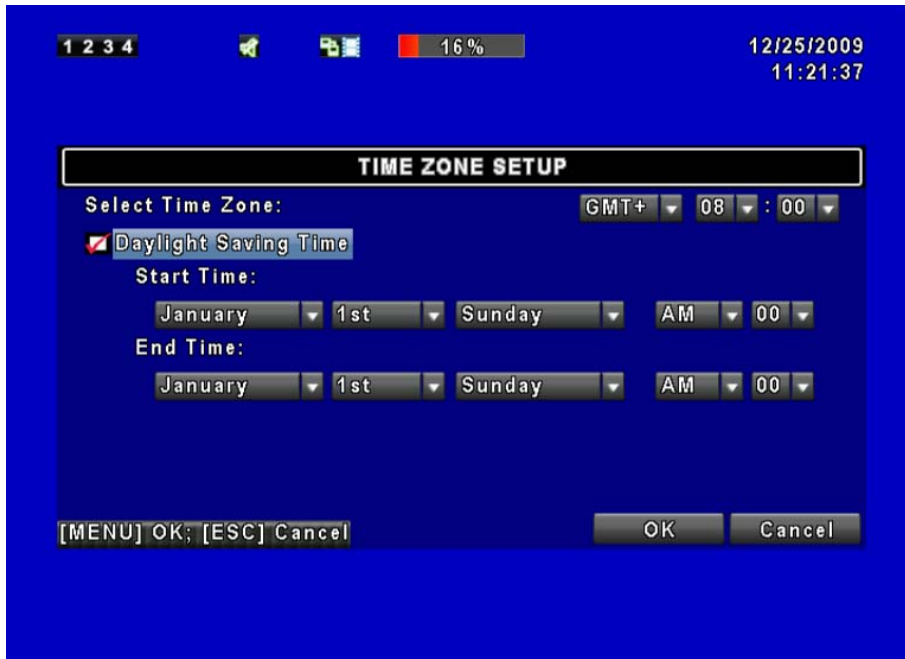 1 2 3 4 16% 12/25/2009
11:21:37
TIME ZONE SETUP
Select Time Zone: GMT+ 08 : 00
Daylight Saving Time
Start Time:
January 1st Sunday AM 00
End Time:
January 1st Sunday AM 00
[MENU] OK; [ESC] Cancel OK Cancel